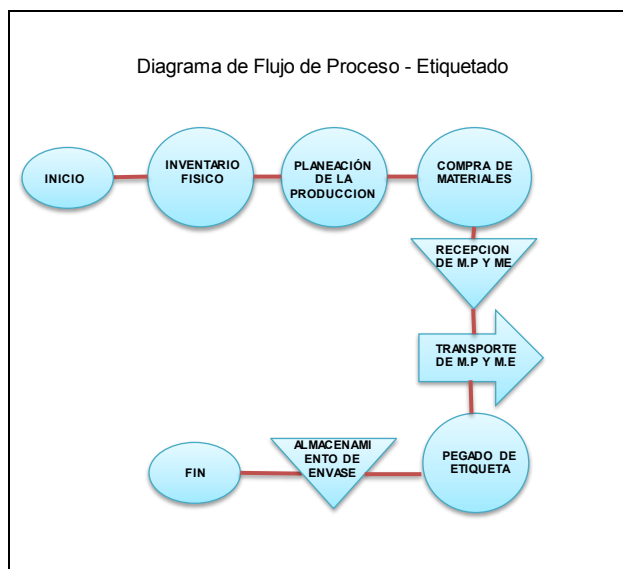 Diagrama de Flujo de Proceso - Etiquetado
INICIO
INVENTARIO
FISICO
PLANEACIÓN
DE LA
PRODUCCION
COMPRA DE
MATERIALES
RECEPCION
DE M.P Y ME
TRANSPORTE
DE M.P Y M.E
PEGADO DE
ETIQUETA
ALMACENAMI
ENTO DE
ENVASE
FIN